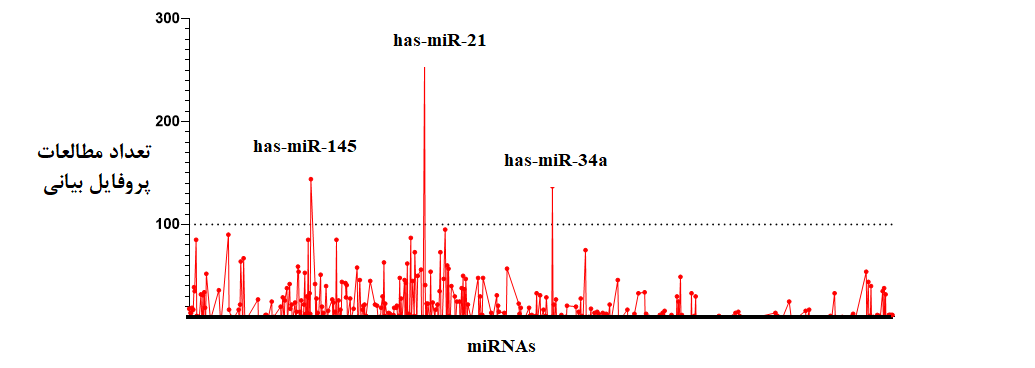 300
has-miR-21
200
has-miR-145
تعداد مطالعات
پروفایل بیانی
has-miR-34a
100
miRNAs